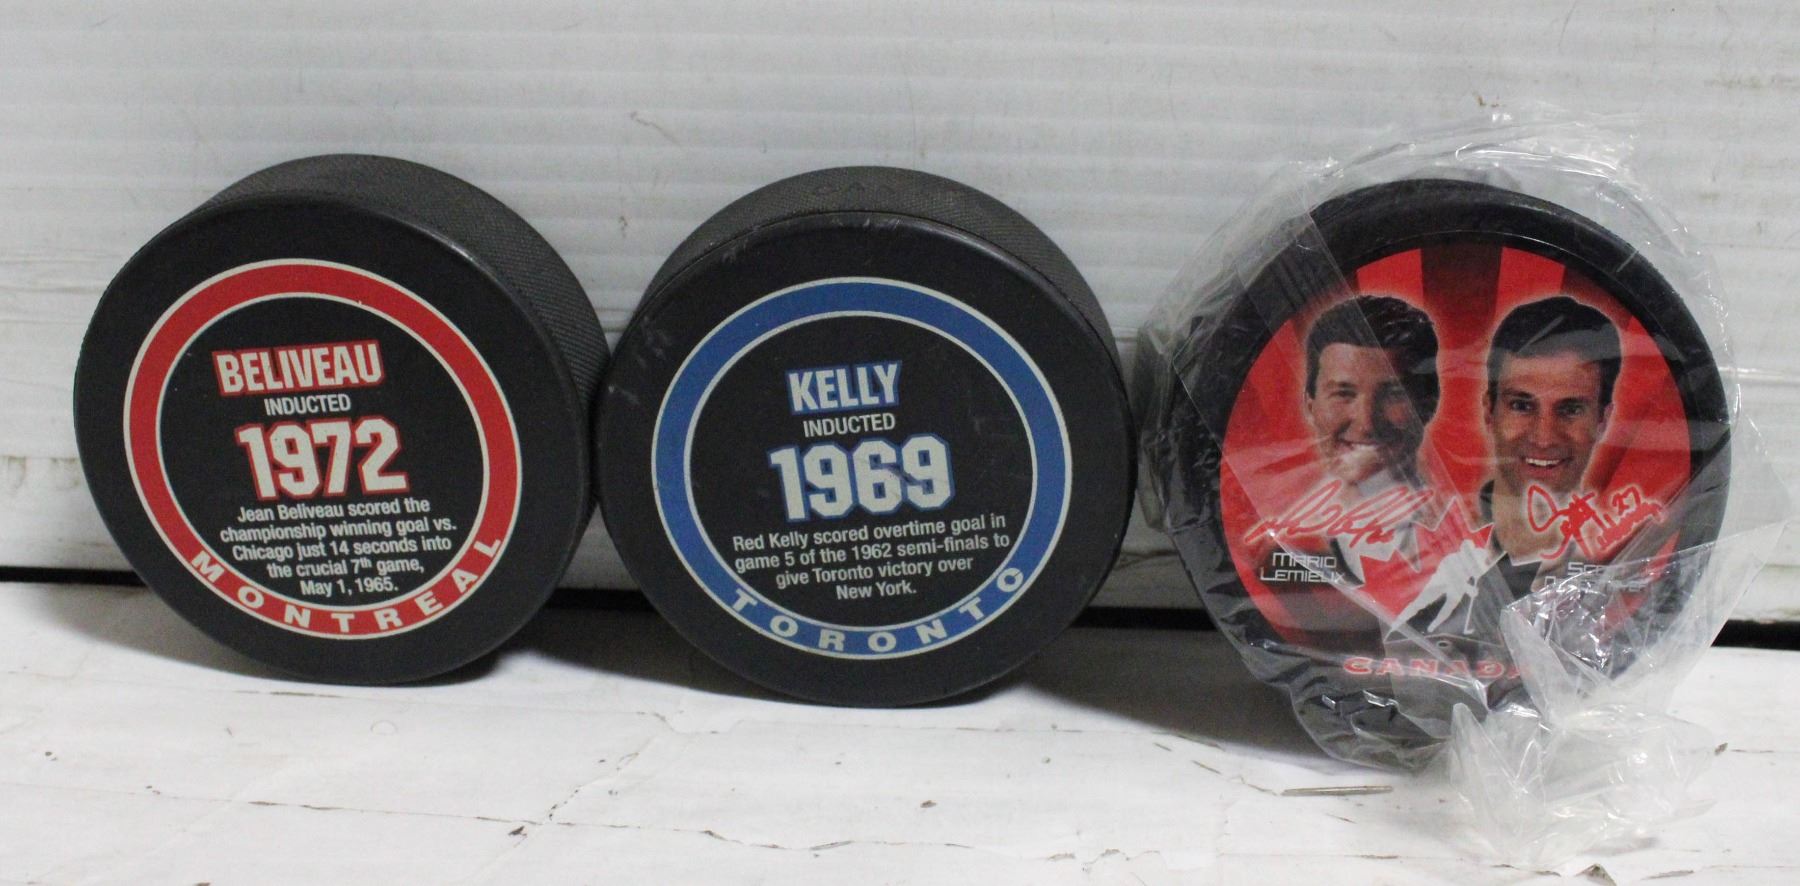 BELIVEAU
INDUCTED
1972
Jean Beliveau scored the
championship winning goal vs.
Chicago just 14 seconds into
the crucial 7th game,
May 1, 1965.
MONTREAL
KELLY
INDUCTED
1969
Red Kelly scored overtime goal in
game 5 of the 1962 semi-finals to
give Toronto victory over
New York.
TORONTO
27
MARIO
LEMIEUX
CANADA